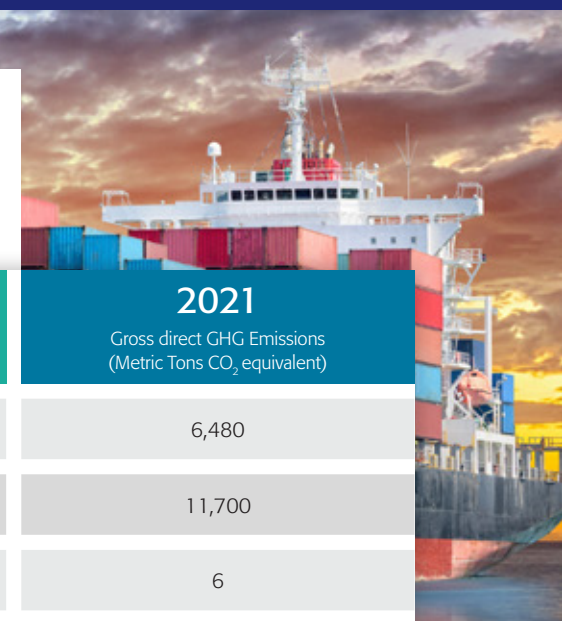 2021
Gross direct GHG Emissions
(Metric Tons CO₂ equivalent)
6,480
11,700
6